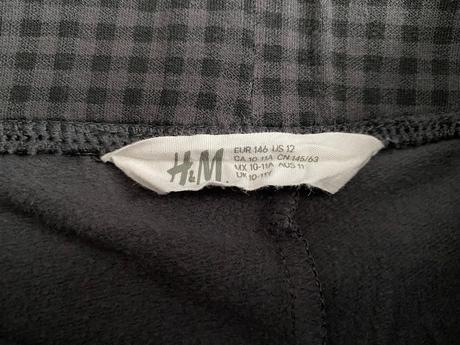 H&M
EUR 146 US 12
CA 10-11A CN 145/63
MX 10-11A AUS 11
UK 10-11Y